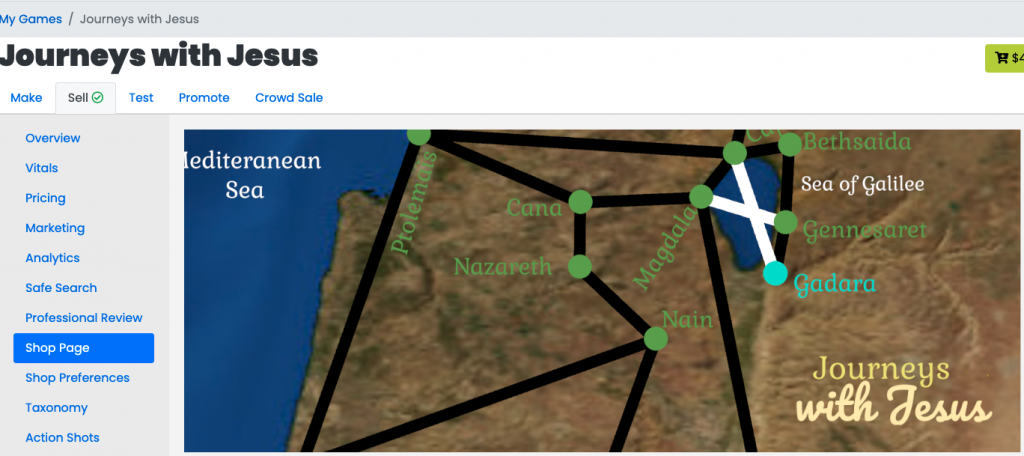 My Games / Journeys with Jesus
Journeys with Jesus
$4
Make
Sell
Test
Promote
Crowd Sale
Overview
Vitals
Pricing
Marketing
Analytics
Safe Search
Professional Review
Shop Page
Shop Preferences
Taxonomy
Action Shots
Mediteranean
Sea
Ptolemais
Cana
Nazareth
Magdala
Nain
Bethsaida
Sea of Galilee
Gennesaret
Gadara
Journeys
with Jesus